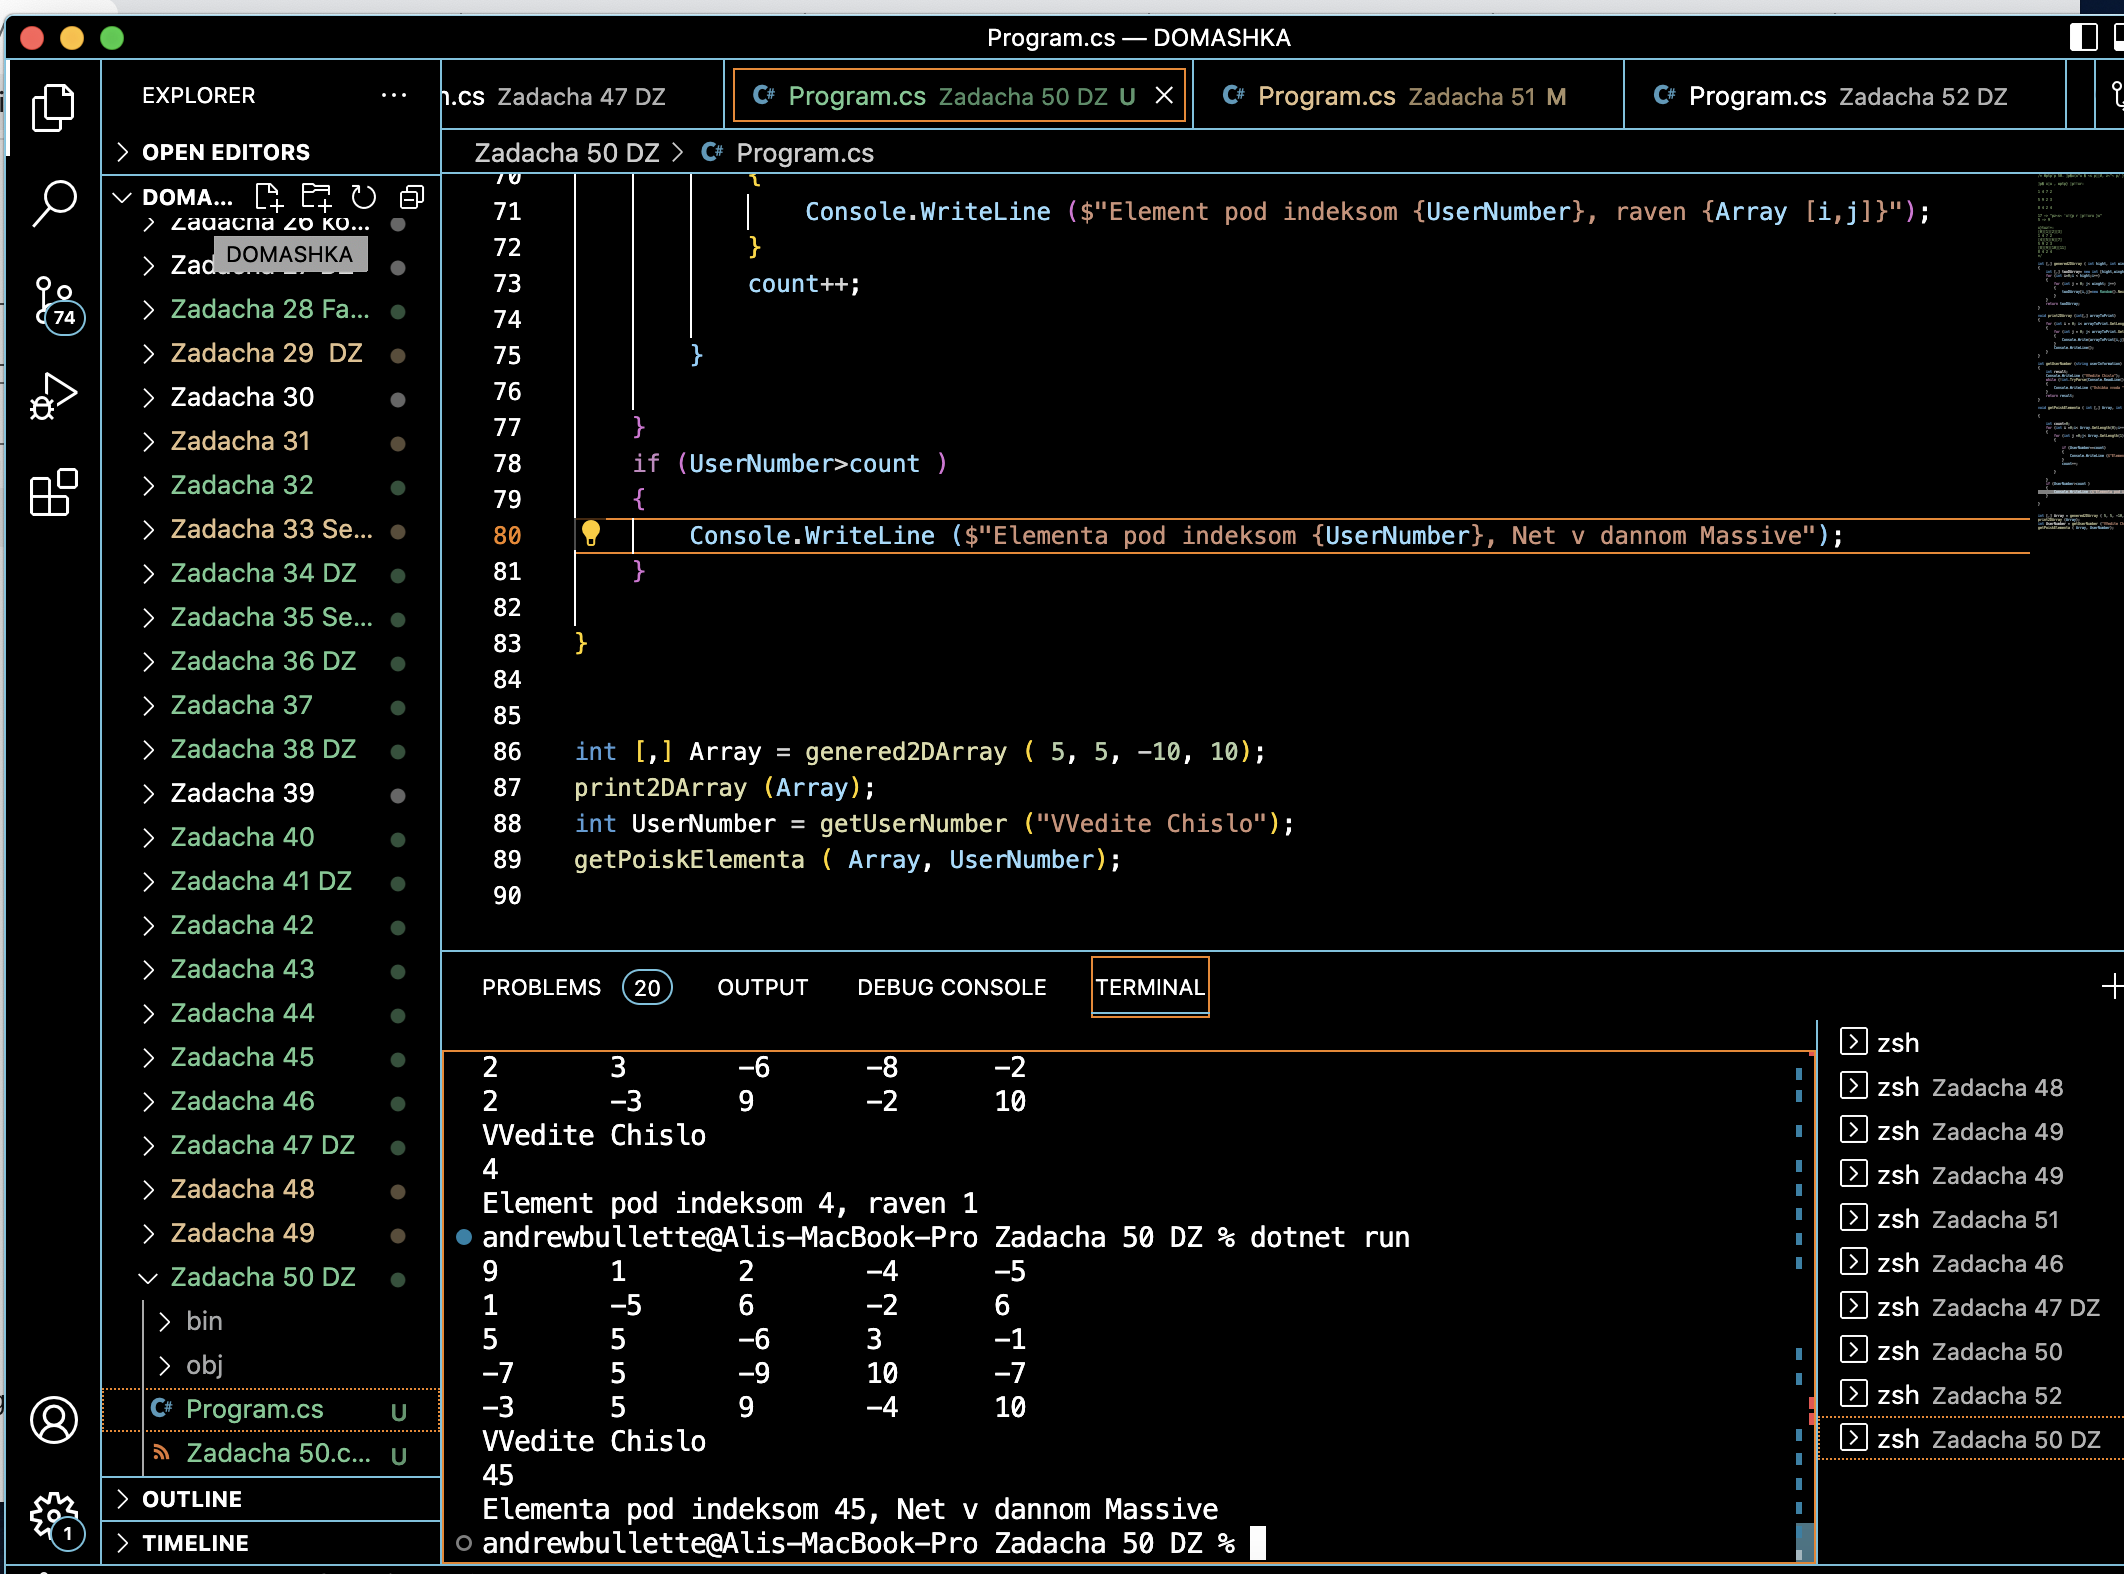 Program.cs — DOMASHKA
EXPLORER
OPEN EDITORS
DOMA...
Zadacha 26 ko...
DOMASHKA
Zadacha 28 Fa...
Zadacha 29 DZ
Zadacha 30
Zadacha 31
Zadacha 32
Zadacha 33 Se...
Zadacha 34 DZ
Zadacha 35 Se...
Zadacha 36 DZ
Zadacha 37
Zadacha 38 DZ
Zadacha 39
Zadacha 40
Zadacha 41 DZ
Zadacha 42
Zadacha 43
Zadacha 44
Zadacha 45
Zadacha 46
Zadacha 47 DZ
Zadacha 48
Zadacha 49
Zadacha 50 DZ
bin
obj
C# Program.cs U
Zadacha 50.c... U
OUTLINE
TIMELINE
74
1
.cs Zadacha 47 DZ
C# Program.cs Zadacha 50 DZ U
C# Program.cs Zadacha 51 M
C# Program.cs Zadacha 52 DZ
Zadacha 50 DZ > C# Program.cs
70 {
71 Console.WriteLine ($"Element pod indeksom {UserNumber}, raven {Array [i,j]}");
72 }
73 count++;
74
75 }
76
77 }
78 if (UserNumber>count )
79 {
80 Console.WriteLine ($"Elementa pod indeksom {UserNumber}, Net v dannom Massive");
81 }
82
83 }
84
85
86 int [,] Array = genered2DArray ( 5, 5, -10, 10);
87 print2DArray (Array);
88 int UserNumber = getUserNumber ("VVedite Chislo");
89 getPoiskElementa ( Array, UserNumber);
90
PROBLEMS 20 OUTPUT DEBUG CONSOLE TERMINAL
2 3 -6 -8 -2
2 -3 9 -2 10
VVedite Chislo
4
Element pod indeksom 4, raven 1
andrewbullette@Alis-MacBook-Pro Zadacha 50 DZ % dotnet run
9 1 2 -4 -5
1 -5 6 -2 6
5 5 -6 3 -1
-7 5 -9 10 -7
-3 5 9 -4 10
VVedite Chislo
45
Elementa pod indeksom 45, Net v dannom Massive
andrewbullette@Alis-MacBook-Pro Zadacha 50 DZ %
zsh
zsh Zadacha 48
zsh Zadacha 49
zsh Zadacha 49
zsh Zadacha 51
zsh Zadacha 46
zsh Zadacha 47 DZ
zsh Zadacha 50
zsh Zadacha 52
zsh Zadacha 50 DZ